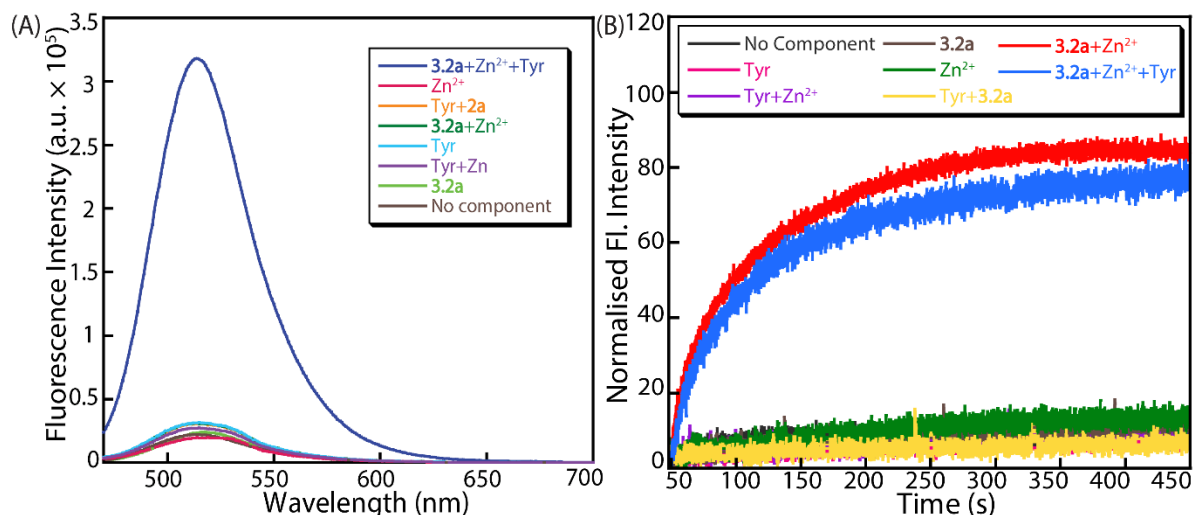 (A)
Fluorescence Intensity (a.u. × 10⁵)
3.5
3
2.5
2
1.5
1
0.5
0
3.2a+Zn²⁺+Tyr
Zn²⁺
Tyr+2a
3.2a+Zn²⁺
Tyr
Tyr+Zn
3.2a
No component
500 550 600 650 700
Wavelength (nm)
(B)
Normalised Fl. Intensity
120
100
80
60
40
20
0
No Component 3.2a 3.2a+Zn²⁺
Tyr Zn²⁺ 3.2a+Zn²⁺+Tyr
Tyr+Zn²⁺ Tyr+3.2a
50 100 150 200 250 300 350 400 450
Time (s)